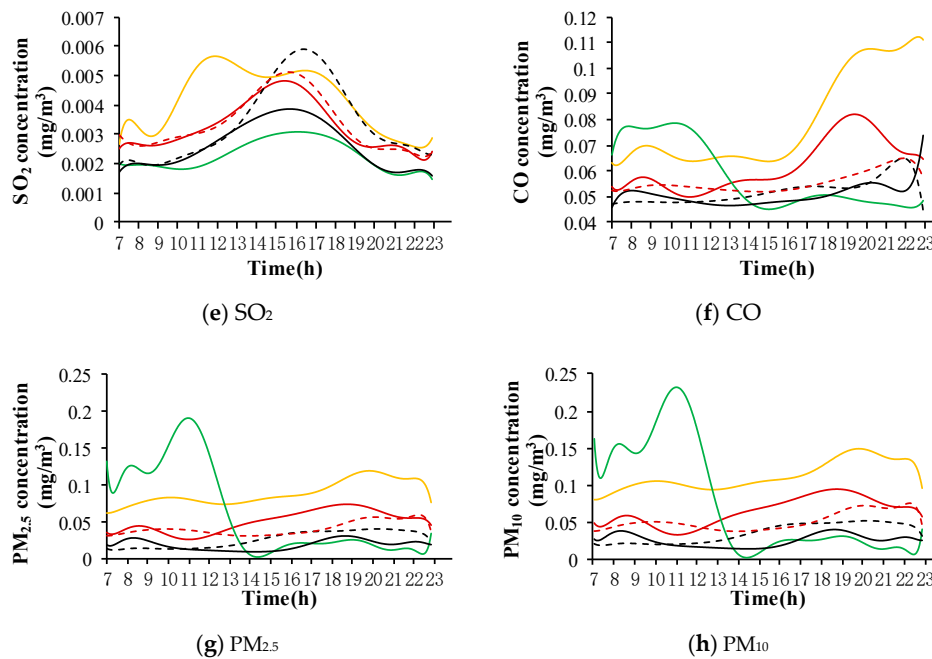 0.007
0.006
0.005
0.004
0.003
0.002
0.001
0
SO2 concentration
(mg/m³)
7 8 9 10 11 12 13 14 15 16 17 18 19 20 21 22 23
Time(h)
(e) SO2
0.12
0.11
0.1
0.09
0.08
0.07
0.06
0.05
0.04
CO concentration
(mg/m³)
7 8 9 10 11 12 13 14 15 16 17 18 19 20 21 22 23
Time(h)
(f) CO
0.25
0.2
0.15
0.1
0.05
0
PM2.5 concentration
(mg/m³)
7 8 9 10 11 12 13 14 15 16 17 18 19 20 21 22 23
Time(h)
(g) PM2.5
0.25
0.2
0.15
0.1
0.05
0
PM10 concentration
(mg/m³)
7 8 9 10 11 12 13 14 15 16 17 18 19 20 21 22 23
Time(h)
(h) PM10